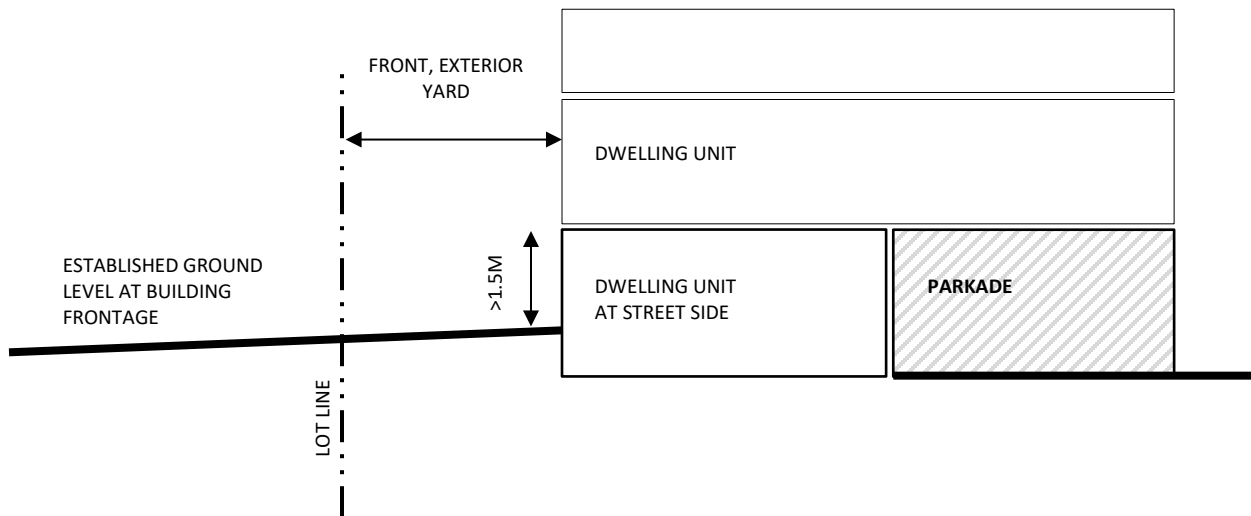 FRONT, EXTERIOR
YARD
DWELLING UNIT
ESTABLISHED GROUND
LEVEL AT BUILDING
FRONTAGE
>1.5M
DWELLING UNIT
AT STREET SIDE
PARKADE
LOT LINE